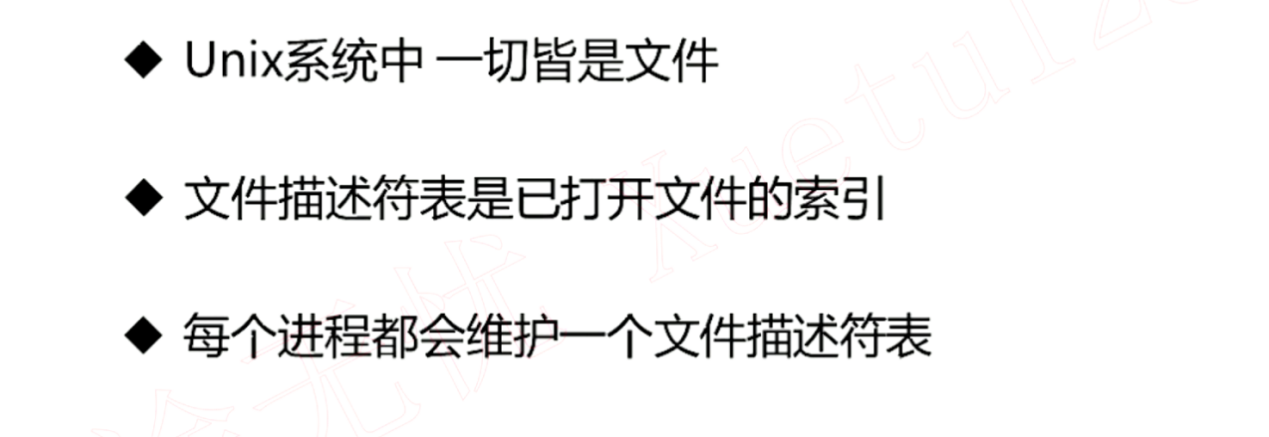 ◆ Unix系统中 一切皆是文件
◆ 文件描述符表是已打开文件的索引
◆ 每个进程都会维护一个文件描述符表